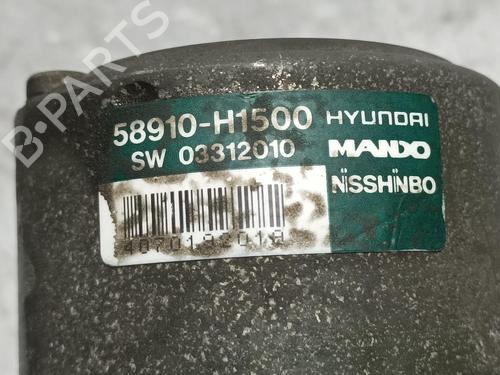 58910-H1500 HYUNDAI
SW 03312010 MANDO
NISSHINBO
B-PARTS